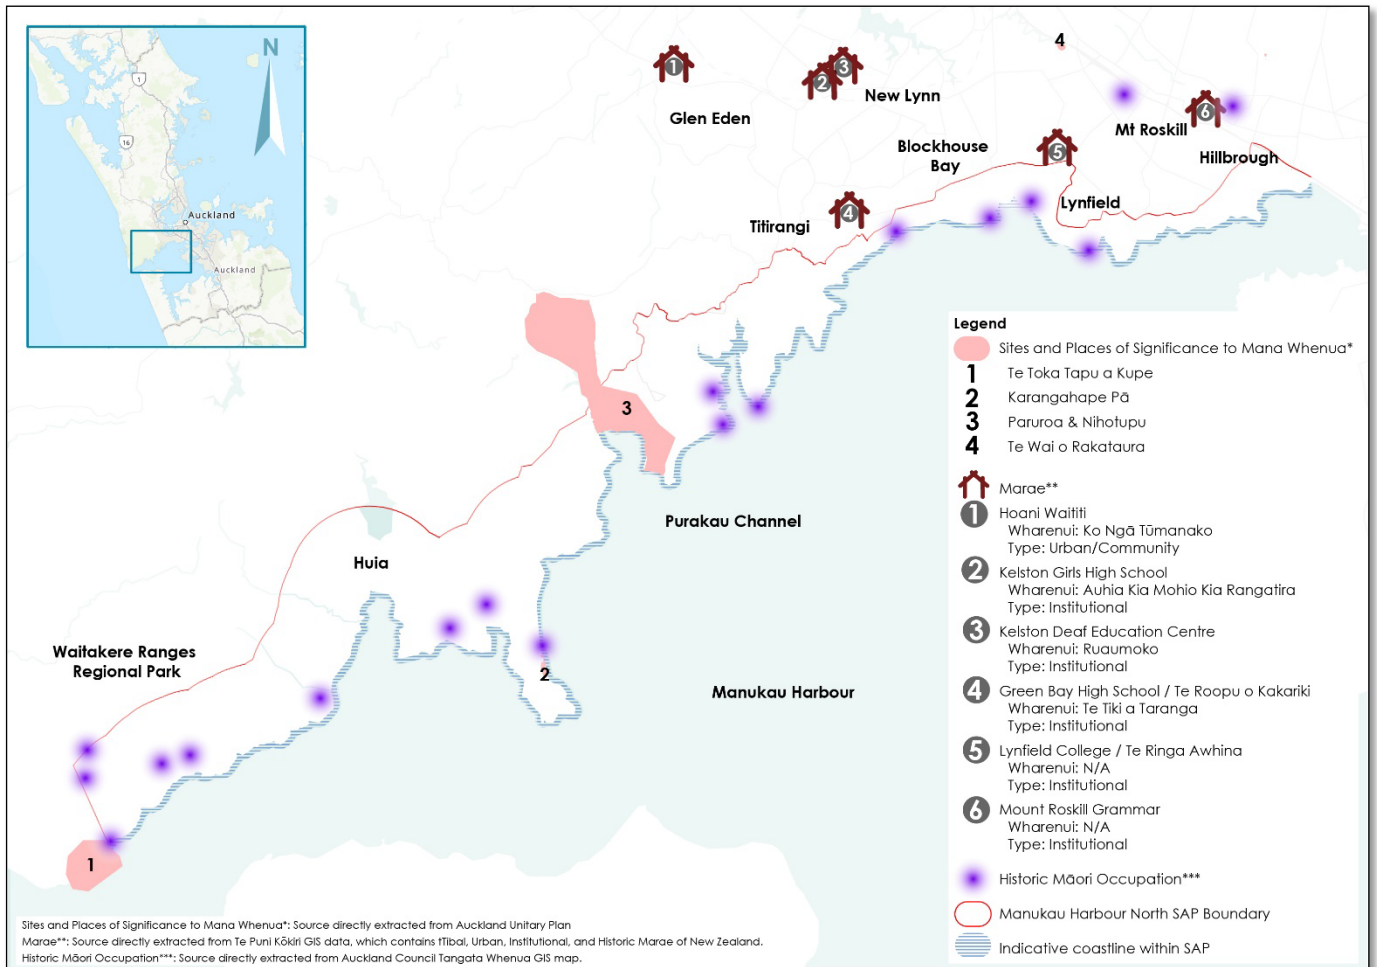 N
1
16
Auckland
Auckland
1
Glen Eden
2
3
New Lynn
4
Mt Roskill
6
Hillbrough
Blockhouse
Bay
5
Lynfield
Titirangi
4
3
Purakau Channel
Huia
Waitakere Ranges
Regional Park
2
Manukau Harbour
1
Legend
Sites and Places of Significance to Mana Whenua*
1 Te Toka Tapu a Kupe
2 Karangahape Pā
3 Paruroa & Nihotupu
4 Te Wai o Rakataura
Marae**
1 Hoani Waititi
Wharenui: Ko Ngā Tūmanako
Type: Urban/Community
2 Kelston Girls High School
Wharenui: Auhia Kia Mohio Kia Rangatira
Type: Institutional
3 Kelston Deaf Education Centre
Wharenui: Ruaumoko
Type: Institutional
4 Green Bay High School / Te Roopu o Kakariki
Wharenui: Te Tiki a Taranga
Type: Institutional
5 Lynfield College / Te Ringa Awhina
Wharenui: N/A
Type: Institutional
6 Mount Roskill Grammar
Wharenui: N/A
Type: Institutional
Historic Māori Occupation***
Manukau Harbour North SAP Boundary
Indicative coastline within SAP
Sites and Places of Significance to Mana Whenua*: Source directly extracted from Auckland Unitary Plan
Marae**: Source directly extracted from Te Puni Kōkiri GIS data, which contains tTibal, Urban, Institutional, and Historic Marae of New Zealand.
Historic Māori Occupation***: Source directly extracted from Auckland Council Tangata Whenua GIS map.